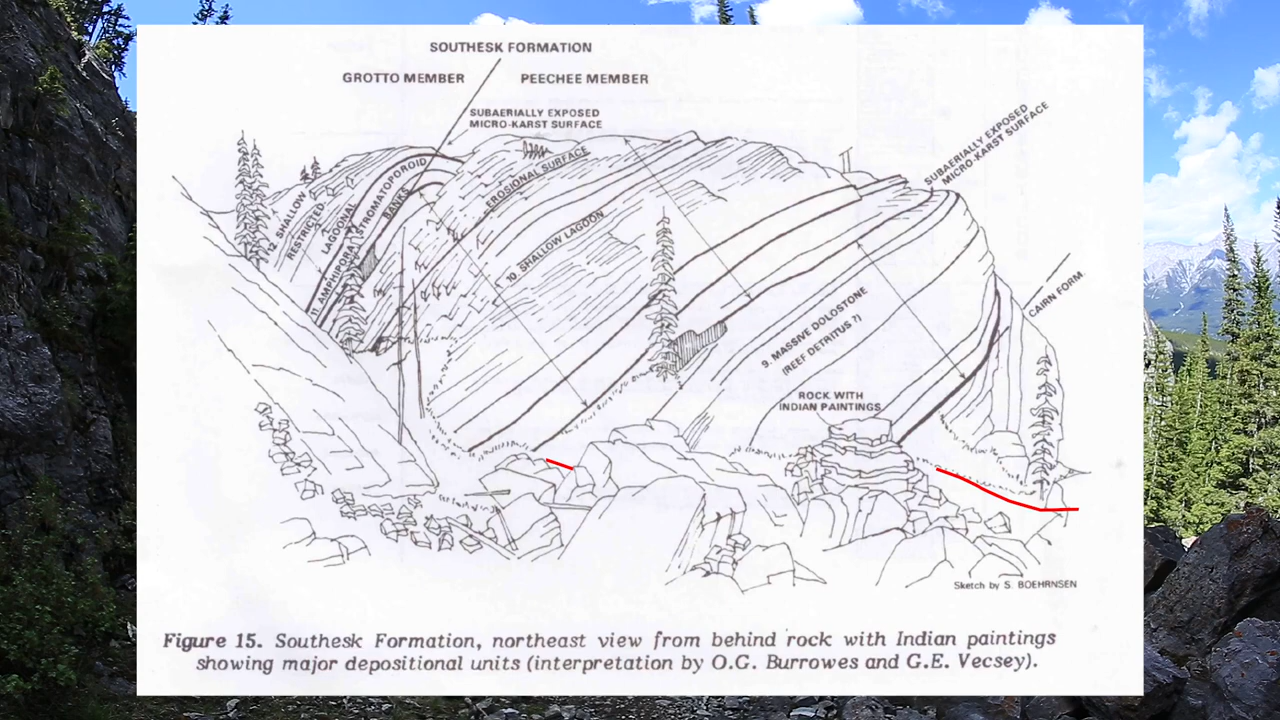 SOUTHESK FORMATION
GROTTO MEMBER
PEECHEE MEMBER
SUBAERIALLY EXPOSED
MICRO-KARST SURFACE
SUBAERIALLY EXPOSED
MICRO-KARST SURFACE
12. SHALLOW
RESTRICTED
LAGOON
11. AMPHIPORA STROMATOPOROID
BANKS
EROSIONAL SURFACE
10. SHALLOW LAGOON
9. MASSIVE DOLOSTONE
(REEF DETRITUS ?)
CAIRN FORM.
ROCK WITH
INDIAN PAINTINGS
Sketch by S. BOEHRNSEN
Figure 15. Southesk Formation, northeast view from behind rock with Indian paintings
showing major depositional units (interpretation by O.G. Burrowes and G.E. Vecsey).